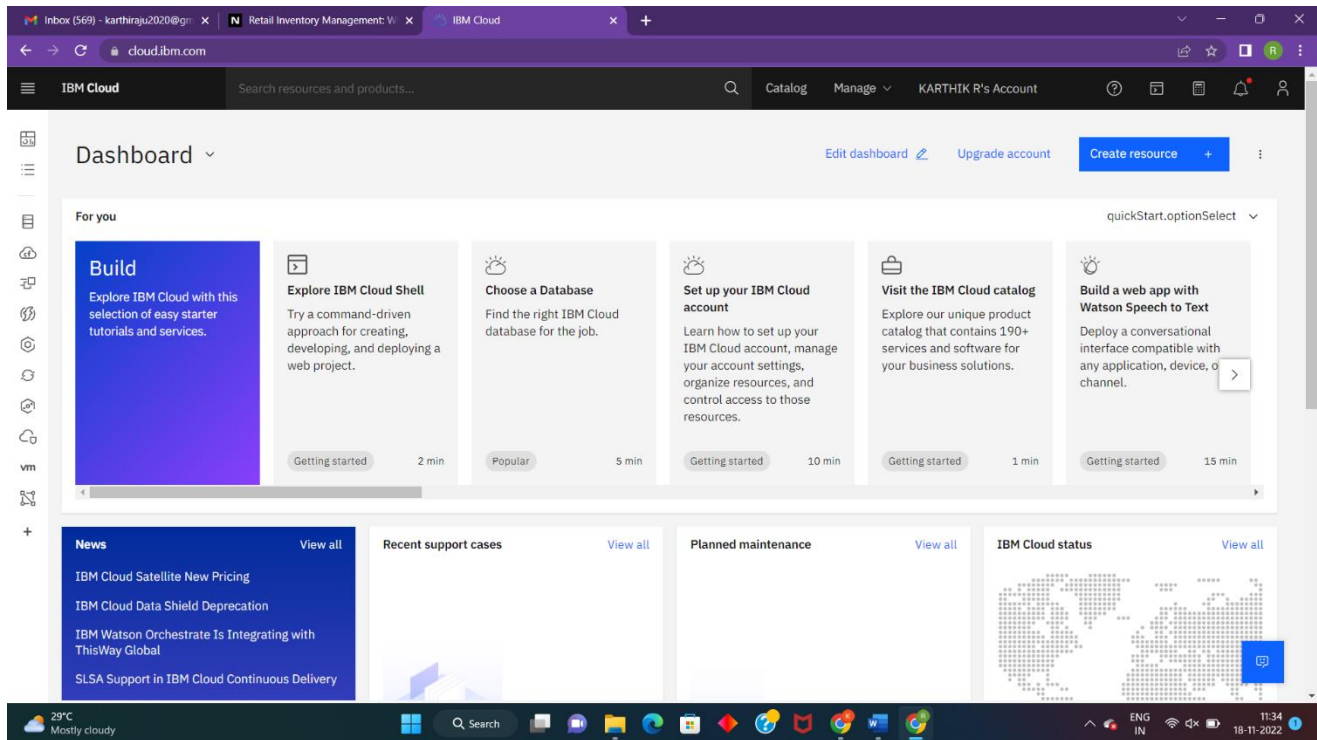 Inbox (569) - karthiraju2020@gm
Retail Inventory Management: W
IBM Cloud
cloud.ibm.com
R
IBM Cloud
Search resources and products...
Catalog
Manage
KARTHIK R's Account
Dashboard
Edit dashboard
Upgrade account
Create resource +
For you
quickStart.optionSelect
Build
Explore IBM Cloud with this
selection of easy starter
tutorials and services.
Explore IBM Cloud Shell
Try a command-driven
approach for creating,
developing, and deploying a
web project.
Getting started 2 min
Choose a Database
Find the right IBM Cloud
database for the job.
Popular 5 min
Set up your IBM Cloud
account
Learn how to set up your
IBM Cloud account, manage
your account settings,
organize resources, and
control access to those
resources.
Getting started 10 min
Visit the IBM Cloud catalog
Explore our unique product
catalog that contains 190+
services and software for
your business solutions.
Getting started 1 min
Build a web app with
Watson Speech to Text
Deploy a conversational
interface compatible with
any application, device, o
channel.
Getting started 15 min
vm
News View all
IBM Cloud Satellite New Pricing
IBM Cloud Data Shield Deprecation
IBM Watson Orchestrate Is Integrating with
ThisWay Global
SLSA Support in IBM Cloud Continuous Delivery
Recent support cases View all
Planned maintenance View all
IBM Cloud status View all
29°C
Mostly cloudy
Search
ENG
IN
11:34
18-11-2022
1